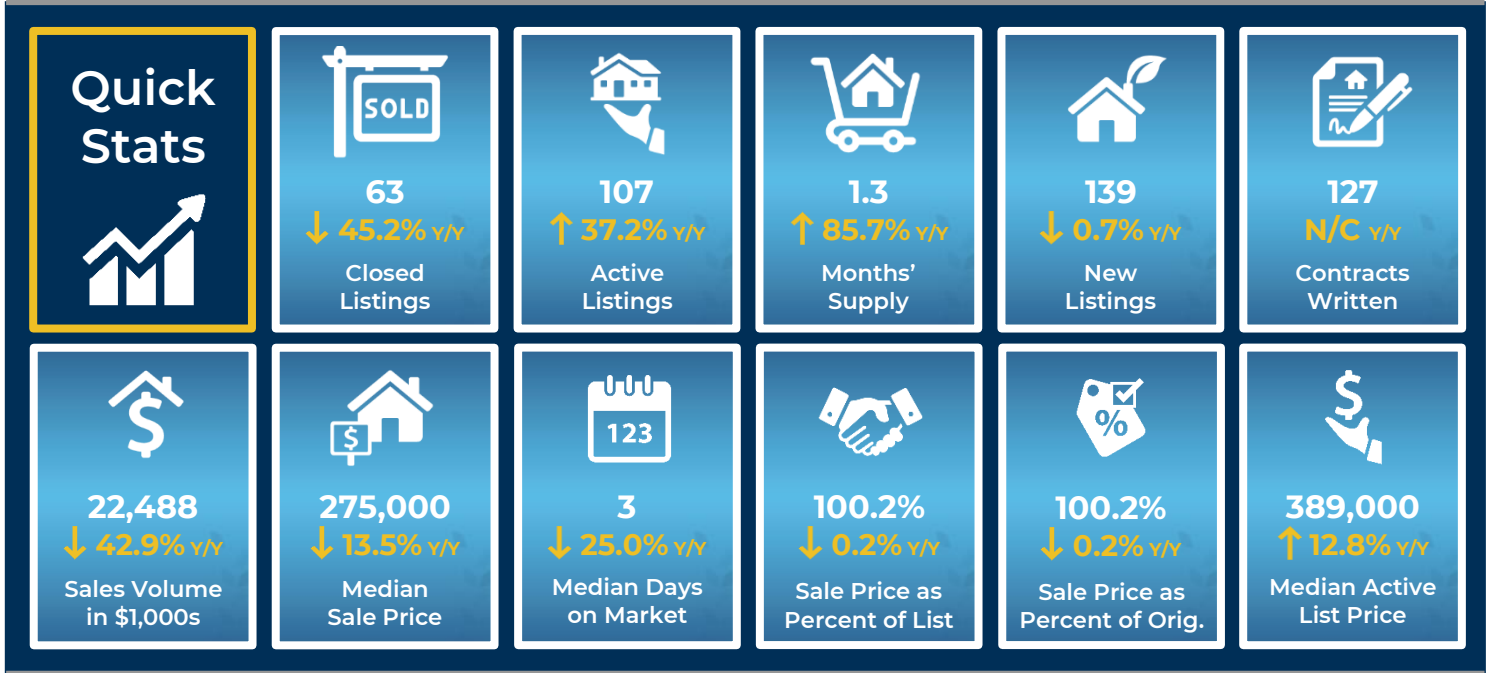 Quick
Stats
SOLD
63
↓ 45.2% Y/Y
Closed
Listings
107
↑ 37.2% Y/Y
Active
Listings
1.3
↑ 85.7% Y/Y
Months’
Supply
139
↓ 0.7% Y/Y
New
Listings
127
N/C Y/Y
Contracts
Written
$
22,488
↓ 42.9% Y/Y
Sales Volume
in $1,000s
$
275,000
↓ 13.5% Y/Y
Median
Sale Price
123
3
↓ 25.0% Y/Y
Median Days
on Market
100.2%
↓ 0.2% Y/Y
Sale Price as
Percent of List
%
100.2%
↓ 0.2% Y/Y
Sale Price as
Percent of Orig.
$
389,000
↑ 12.8% Y/Y
Median Active
List Price